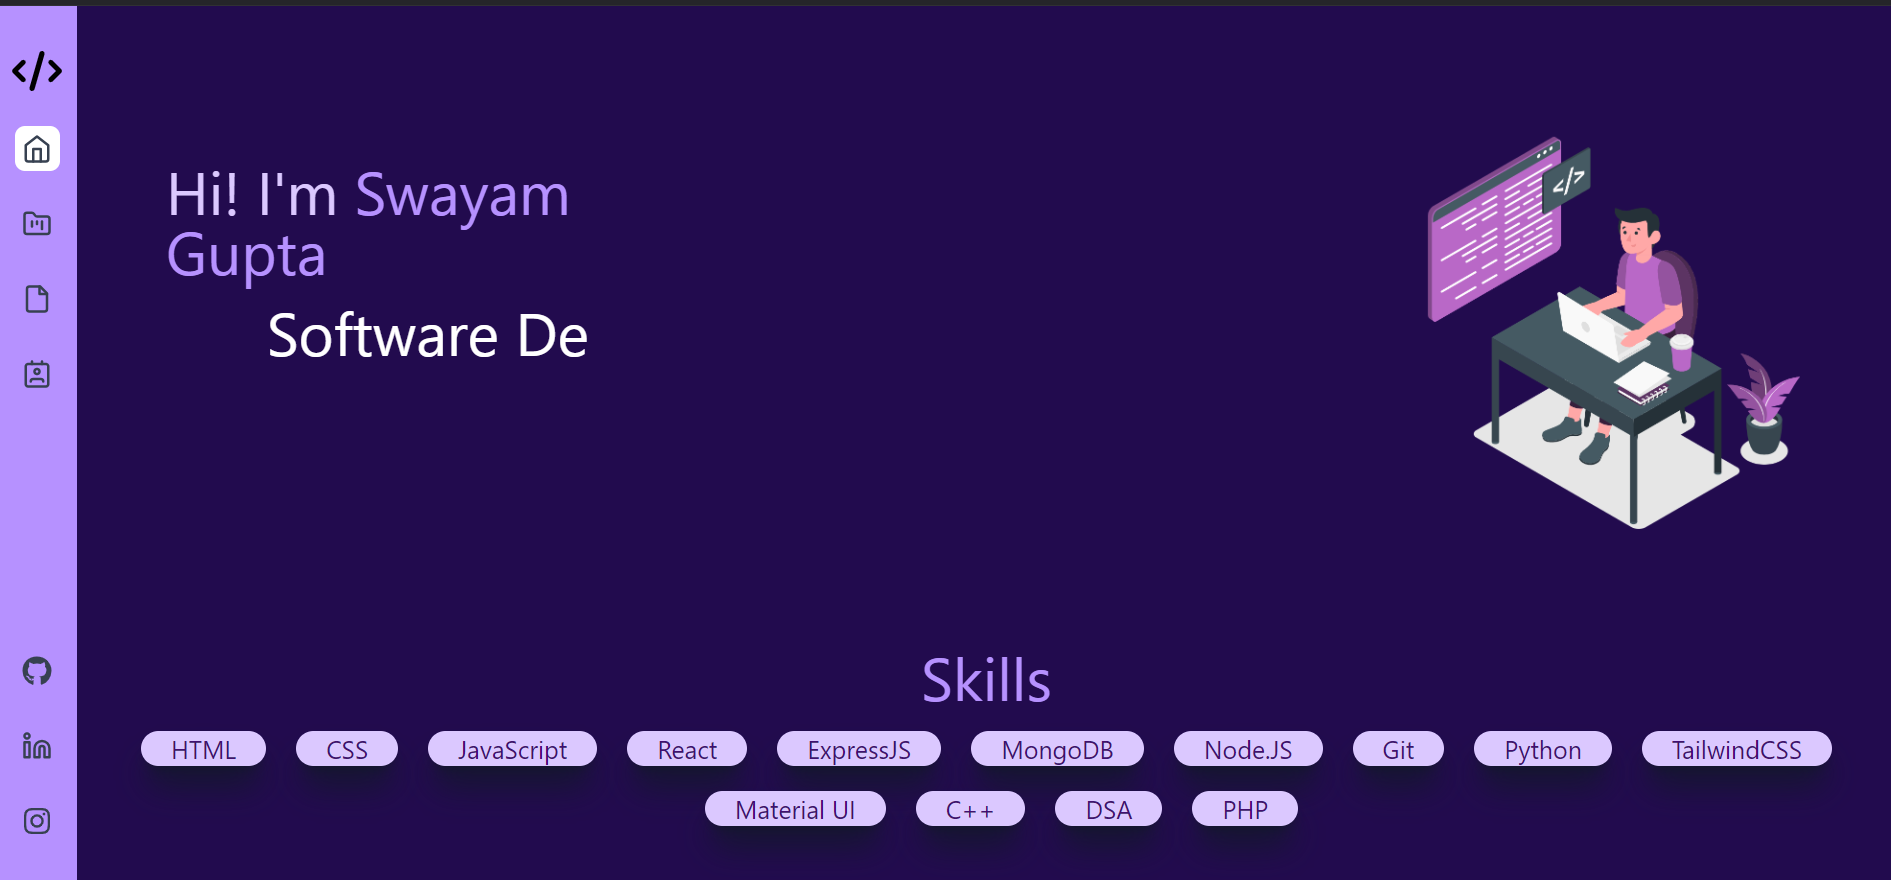 </>
Hi! I'm Swayam
Gupta
Software De
</>
Skills
HTML CSS JavaScript React ExpressJS MongoDB Node.JS Git Python TailwindCSS
Material UI C++ DSA PHP